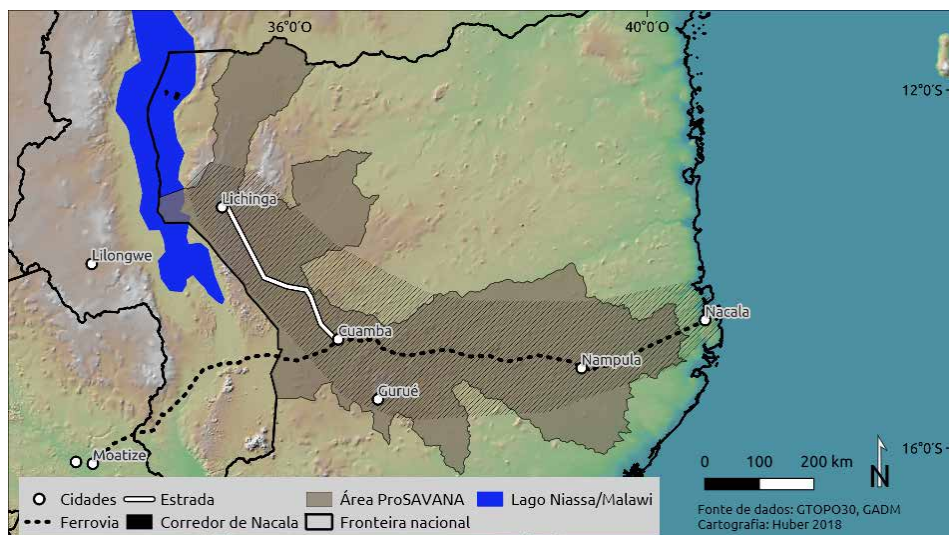 36°0′0 40°0′0
12°0′S
Lichinga
Lilongwe
Nacala
Cuamba
Nampula
Gurué
Moatize
16°0′S
0 100 200 km
N
Cidades Estrada Área ProSAVANA Lago Niassa/Malawi
Ferrovia Corredor de Nacala Fronteira nacional
Fonte de dados: GTOPO30, GADM
Cartografia: Huber 2018